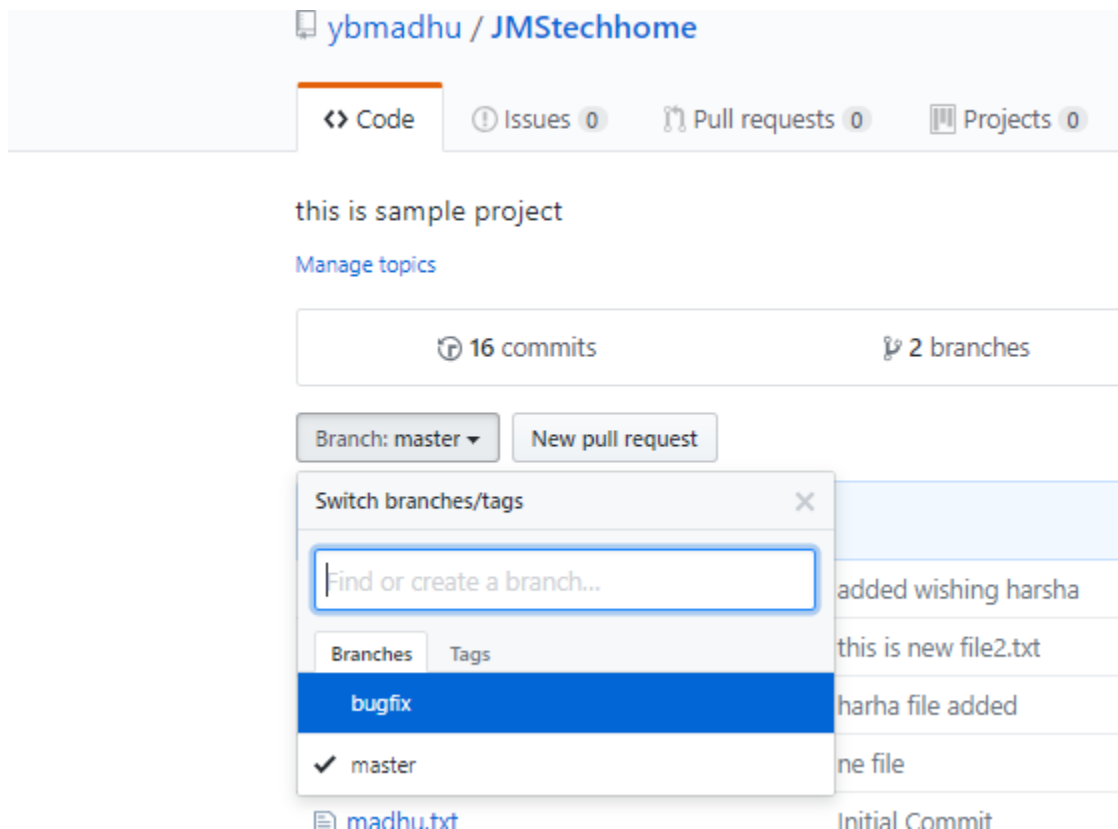 ybmadhu / JMStechhome
Code Issues 0 Pull requests 0 Projects 0
this is sample project
Manage topics
16 commits 2 branches
Branch: master New pull request
Switch branches/tags
Find or create a branch...
added wishing harsha
Branches Tags
this is new file2.txt
bugfix
harha file added
master
ne file
madhu.txt Initial Commit